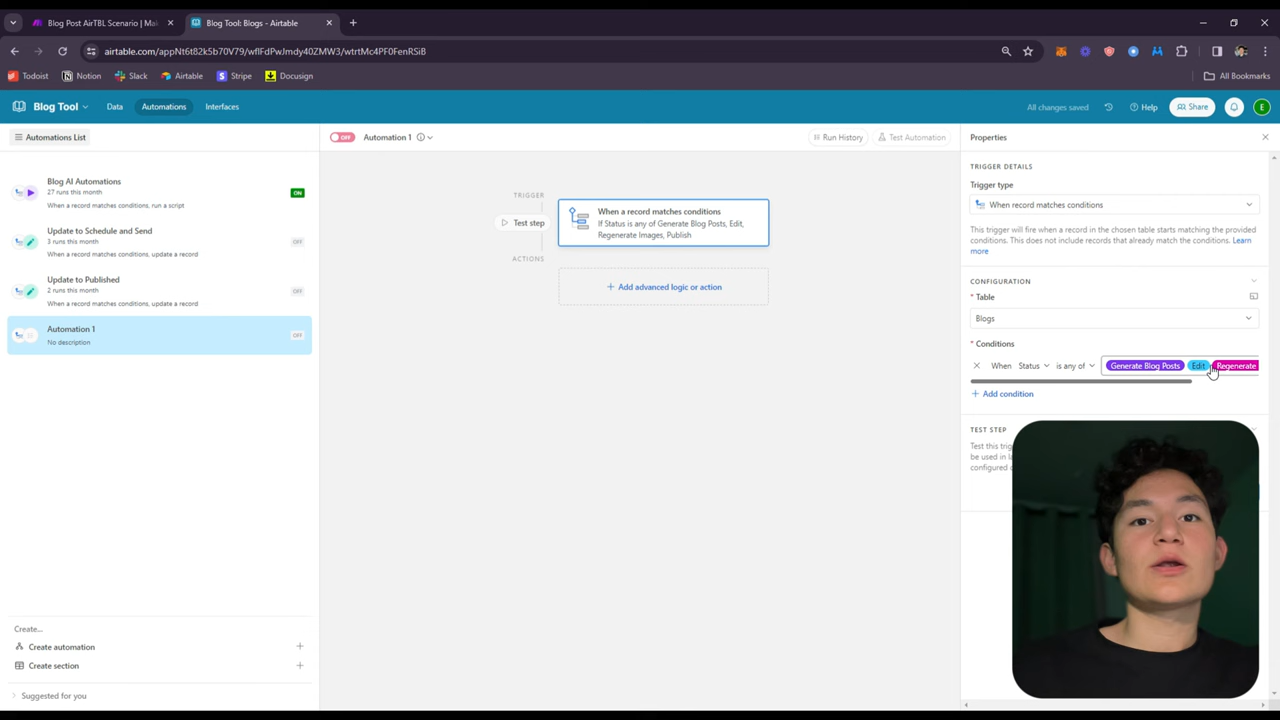 Blog Post AirTBL Scenario | Ma
Blog Tool: Blogs - Airtable
airtable.com/appNt6t82k5b70V79/wflFdPwJmdy40ZMW3/wtrtMc4PF0FenRSiB
Todoist
Notion
Slack
Airtable
Stripe
Docusign
All Bookmarks
Blog Tool
Data
Automations
Interfaces
All changes saved
Help
Share
E
Automations List
OFF
Automation 1
Run History
Test Automation
Properties
Blog AI Automations
27 runs this month
When a record matches conditions, run a script
ON
Update to Schedule and Send
3 runs this month
When a record matches conditions, update a record
OFF
Update to Published
2 runs this month
When a record matches conditions, update a record
OFF
Automation 1
No description
OFF
TRIGGER
Test step
When a record matches conditions
If Status is any of Generate Blog Posts, Edit,
Regenerate Images, Publish
ACTIONS
Add advanced logic or action
TRIGGER DETAILS
Trigger type
When record matches conditions
This trigger will fire when a record in the chosen table starts matching the provided
conditions. This does not include records that already match the conditions. Learn
more
CONFIGURATION
* Table
Blogs
* Conditions
When Status is any of Generate Blog Posts Edit Regenerate
Add condition
TEST STEP
Test this trig
be used in la
configured c
Create...
Create automation
Create section
Suggested for you